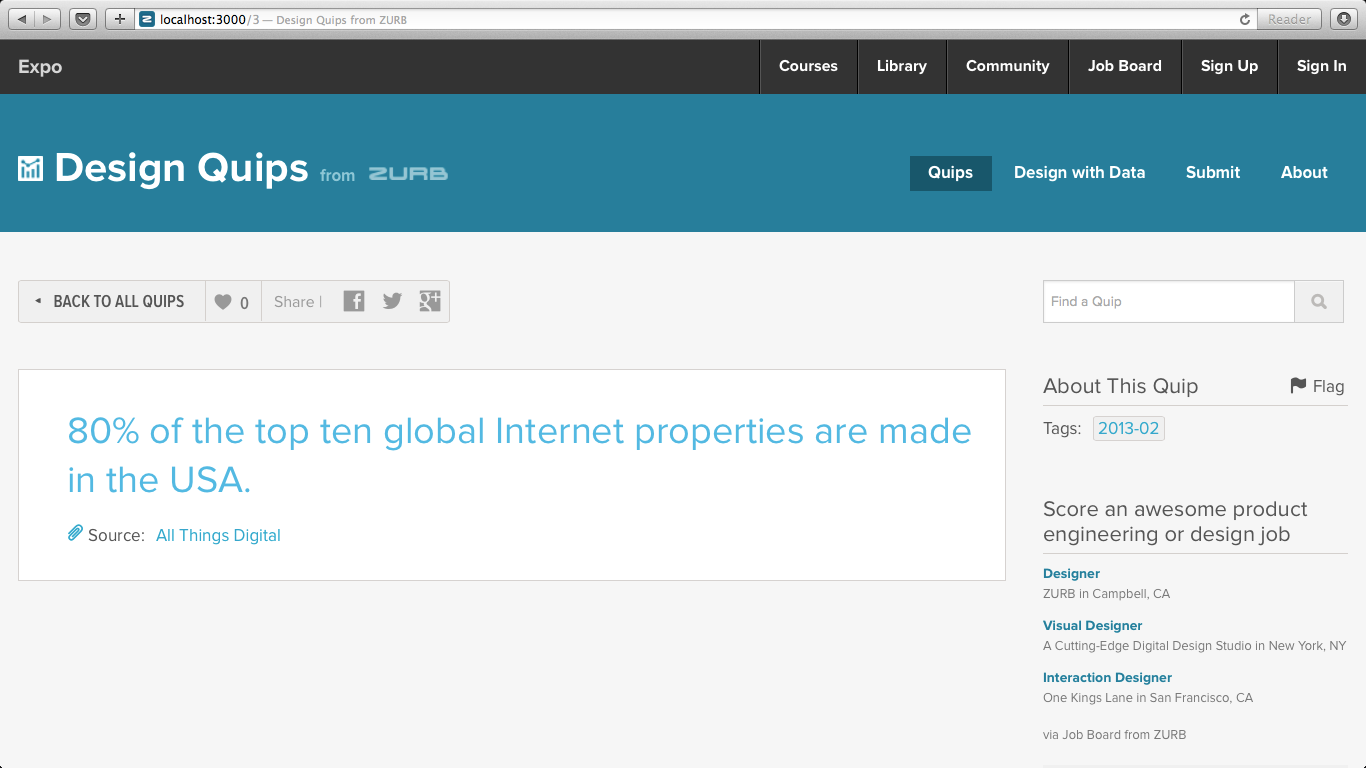 localhost:3000/3 — Design Quips from ZURB
Reader
Expo
Courses
Library
Community
Job Board
Sign Up
Sign In
Design Quips from ZURB
Quips
Design with Data
Submit
About
BACK TO ALL QUIPS
0
Share |
Find a Quip
80% of the top ten global Internet properties are made
in the USA.
Source: All Things Digital
About This Quip
Flag
Tags: 2013-02
Score an awesome product
engineering or design job
Designer
ZURB in Campbell, CA
Visual Designer
A Cutting-Edge Digital Design Studio in New York, NY
Interaction Designer
One Kings Lane in San Francisco, CA
via Job Board from ZURB